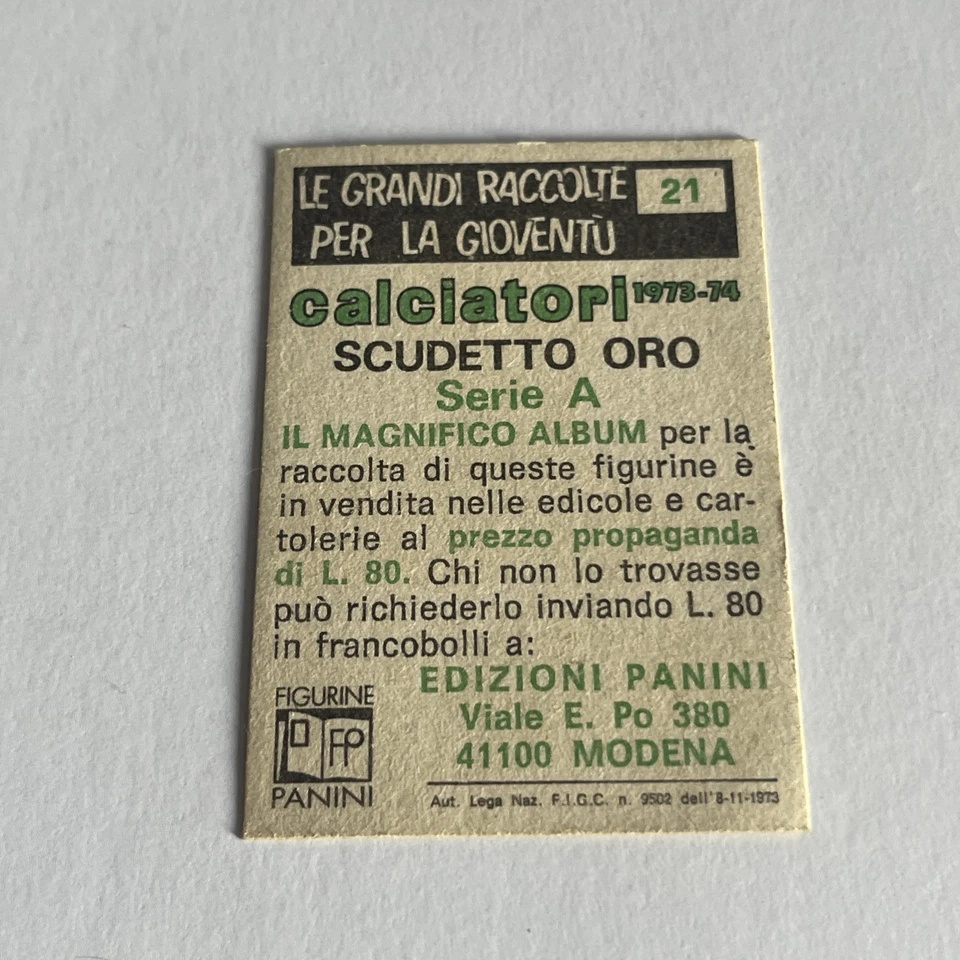 LE GRANDI RACCOLTE 21
PER LA GIOVENTÙ
calciatori 1973-74
SCUDETTO ORO
Serie A
IL MAGNIFICO ALBUM per la
raccolta di queste figurine è
in vendita nelle edicole e car-
tolerie al prezzo propaganda
di L. 80. Chi non lo trovasse
può richiederlo inviando L. 80
in francobolli a:
EDIZIONI PANINI
Viale E. Po 380
41100 MODENA
FIGURINE
FP
PANINI
Aut. Lega Naz. F.I.G.C. n. 9502 dell'8-11-1973